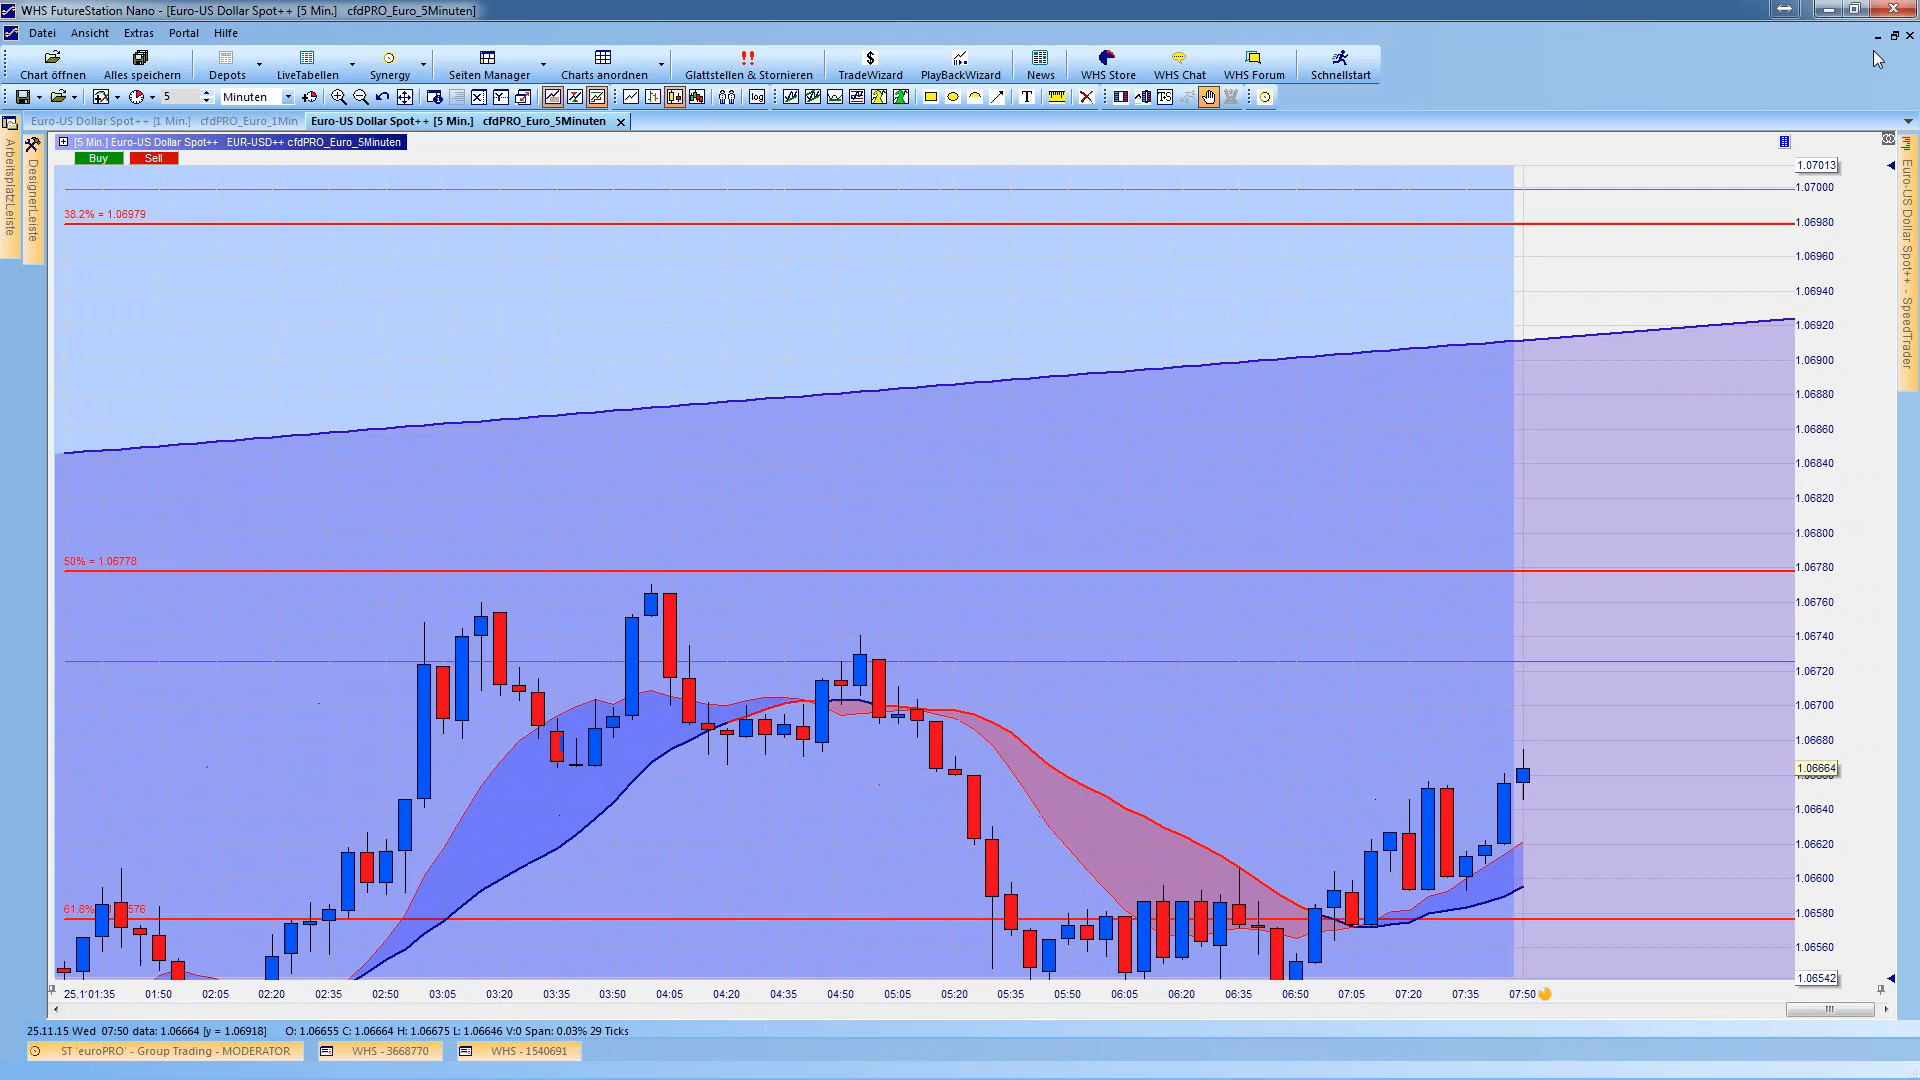 WHS FutureStation Nano - [Euro-US Dollar Spot++ [5 Min.]   cfdPRO_Euro_5Minuten]
Datei Ansicht Extras Portal Hilfe
Chart öffnen Alles speichern Depots LiveTabellen Synergy Seiten Manager Charts anordnen Glattstellen & Stornieren TradeWizard PlayBackWizard News WHS Store WHS Chat WHS Forum Schnellstart
5 Minuten
Euro-US Dollar Spot++ [1 Min.]   cfdPRO_Euro_1Min
Euro-US Dollar Spot++ [5 Min.]   cfdPRO_Euro_5Minuten
ArbeitsplatzLeiste
DesignerLeiste
[5 Min.] Euro-US Dollar Spot++   EUR-USD++ cfdPRO_Euro_5Minuten
Buy Sell
Euro-US Dollar Spot++ - SpeedTrader
1.07013
1.07000
38.2% = 1.06979
1.06980
1.06960
1.06940
1.06920
1.06900
1.06880
1.06860
1.06840
1.06820
1.06800
50% = 1.06778
1.06780
1.06760
1.06740
1.06720
1.06700
1.06680
1.06664
1.06640
1.06620
1.06600
61.8%
576
1.06580
1.06560
1.06542
01:35 01:50 02:05 02:20 02:35 02:50 03:05 03:20 03:35 03:50 04:05 04:20 04:35 04:50 05:05 05:20 05:35 05:50 06:05 06:20 06:35 06:50 07:05 07:20 07:35 07:50
25.11.15 Wed  07:50 data: 1.06664 [y = 1.06918]    O: 1.06655 C: 1.06664 H: 1.06675 L: 1.06646 V:0 Span: 0.03% 29 Ticks
ST 'euroPRO' - Group Trading - MODERATOR
WHS - 3668770
WHS - 1540691